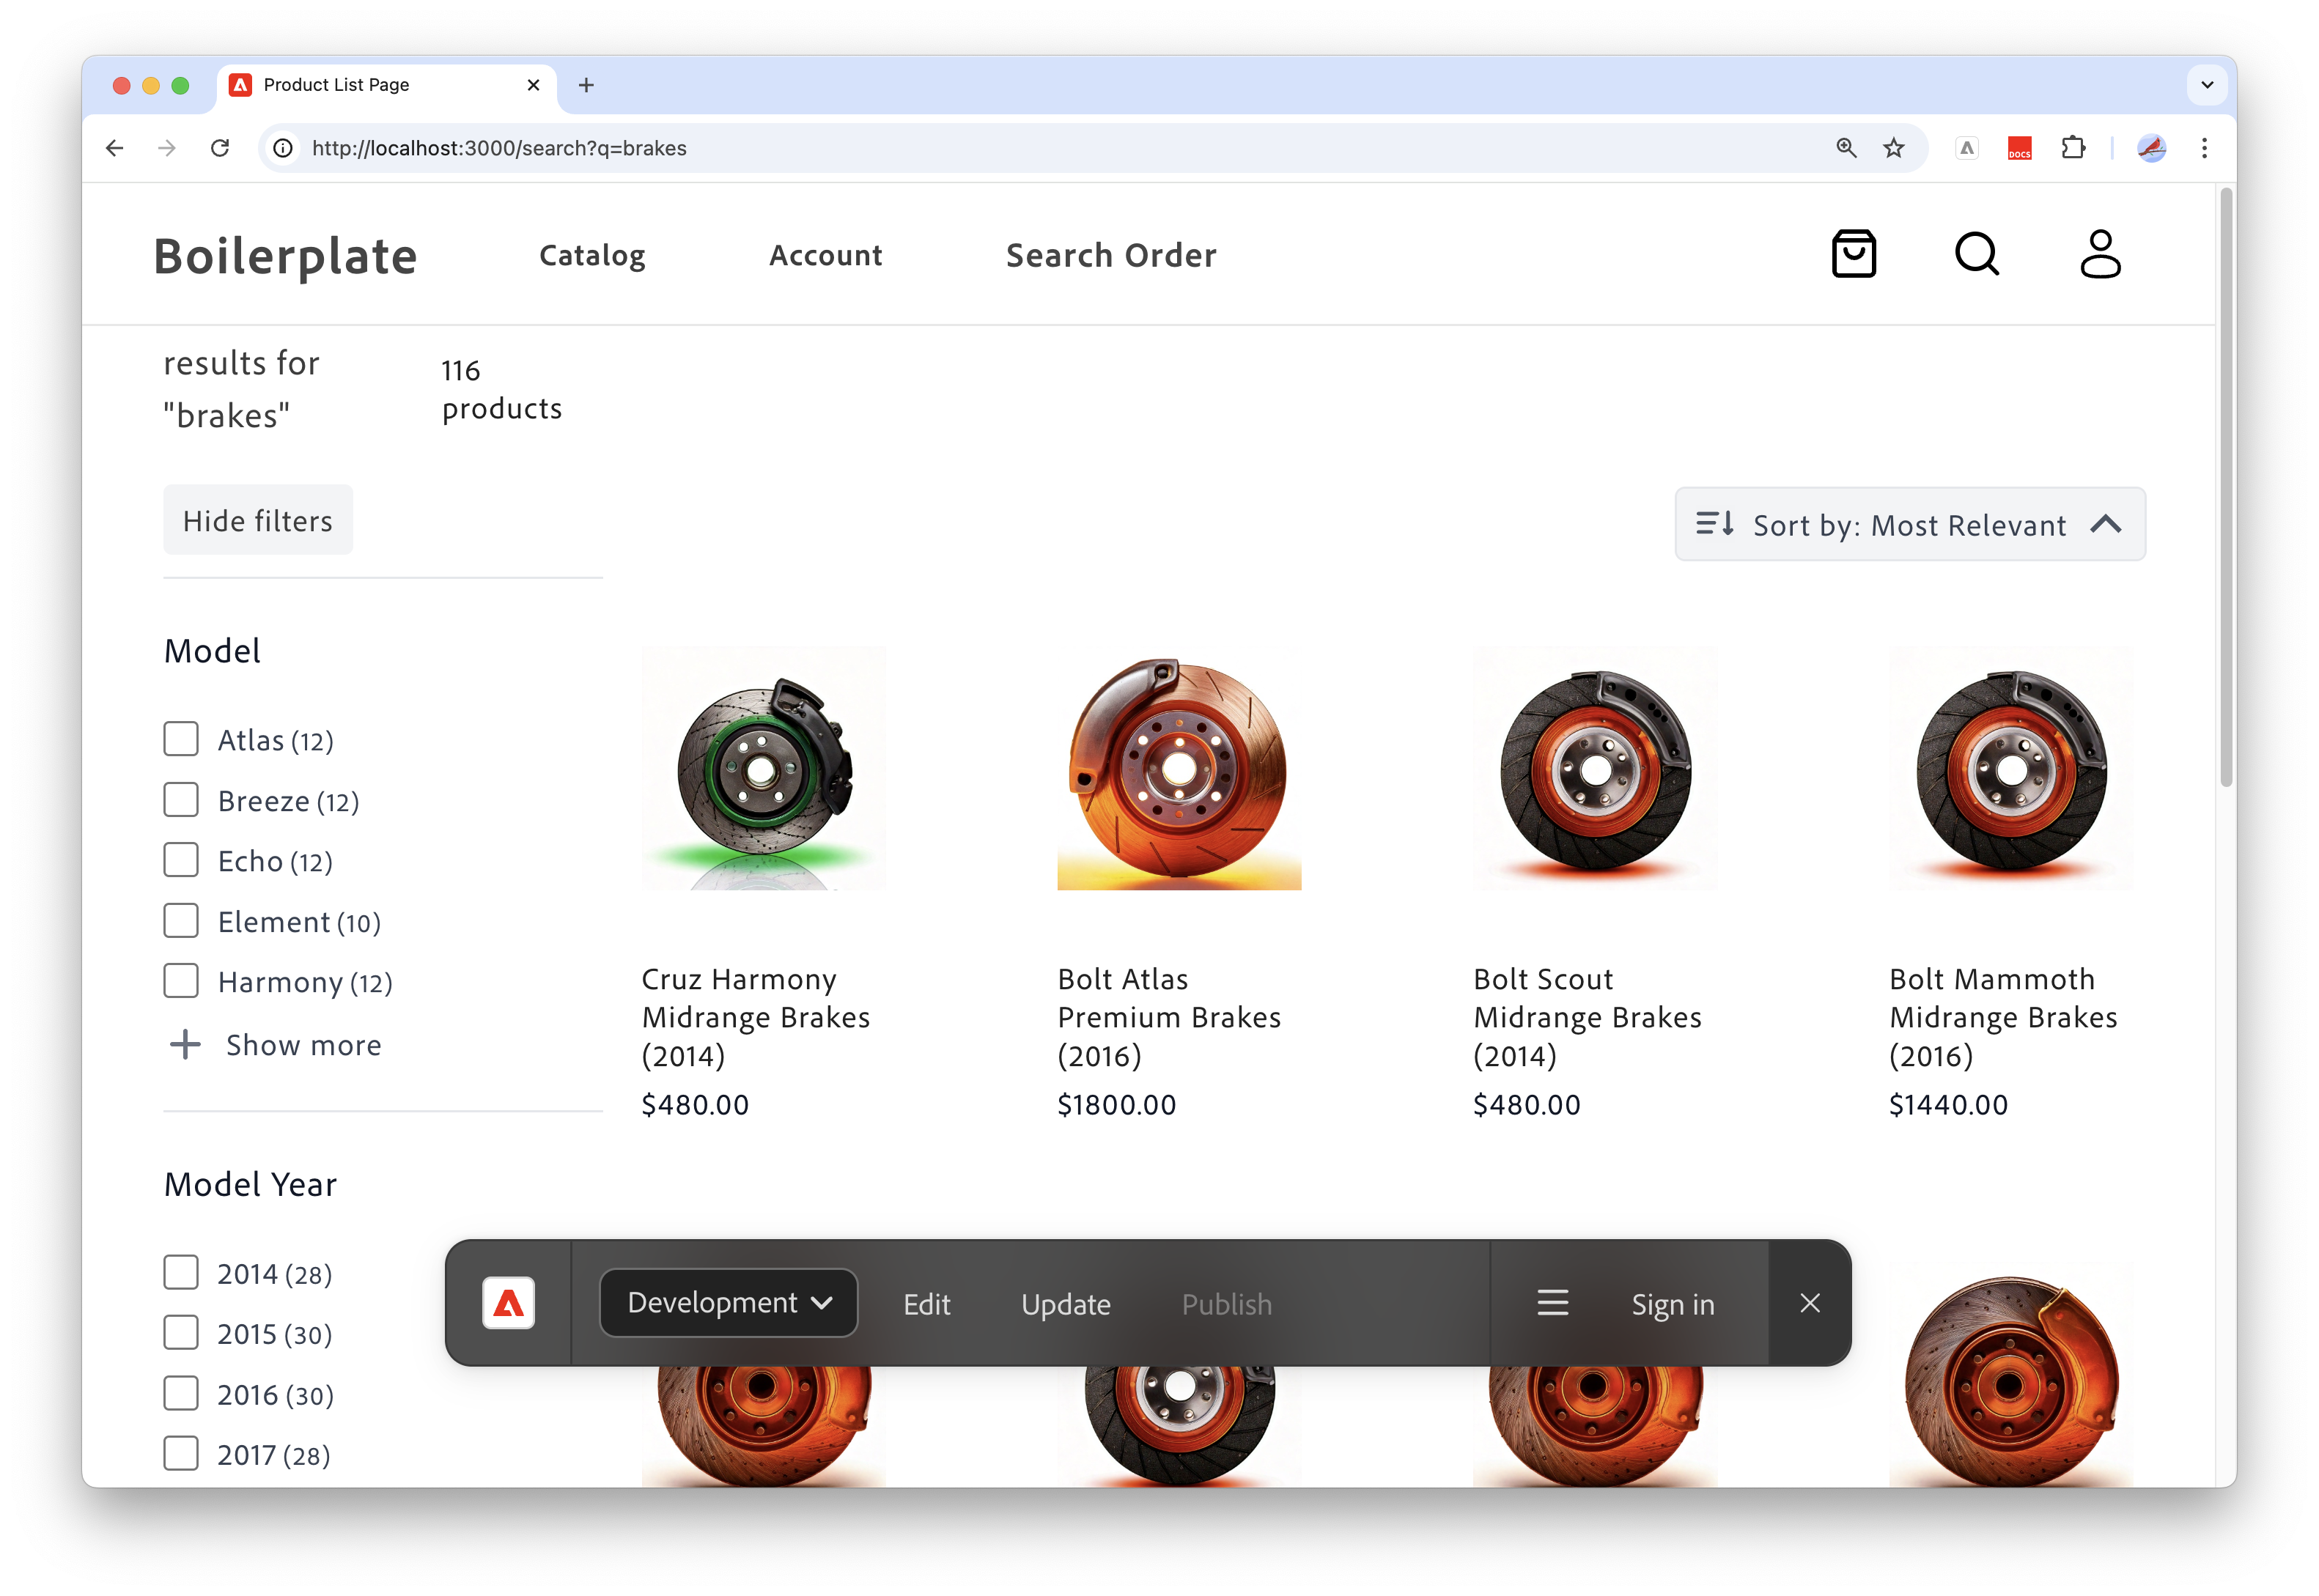 Product List Page
http://localhost:3000/search?q=brakes
DOCS
Boilerplate
Catalog
Account
Search Order
results for
"brakes"
116
products
Hide filters
Sort by: Most Relevant
Model
Atlas (12)
Breeze (12)
Echo (12)
Element (10)
Harmony (12)
Show more
Cruz Harmony
Midrange Brakes
(2014)
$480.00
Bolt Atlas
Premium Brakes
(2016)
$1800.00
Bolt Scout
Midrange Brakes
(2014)
$480.00
Bolt Mammoth
Midrange Brakes
(2016)
$1440.00
Model Year
2014 (28)
2015 (30)
2016 (30)
2017 (28)
Development
Edit
Update
Publish
Sign in